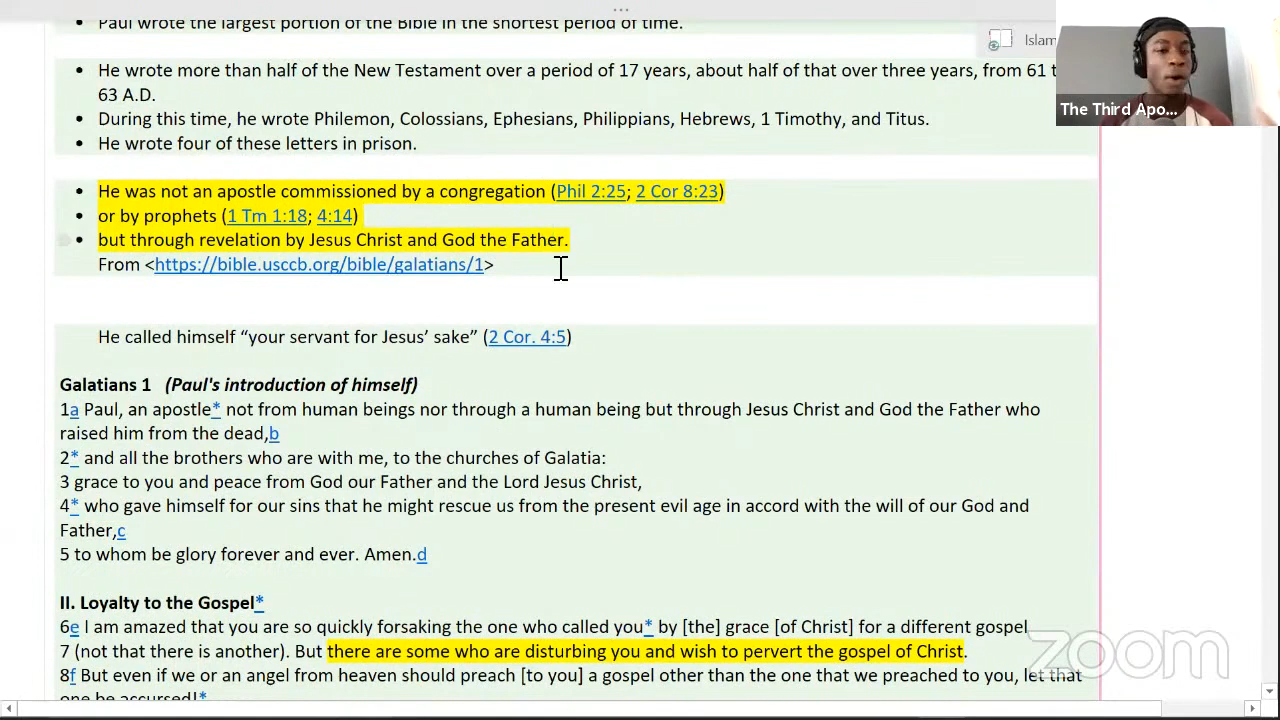 Paul wrote the largest portion of the Bible in the shortest period of time.
Islam
He wrote more than half of the New Testament over a period of 17 years, about half of that over three years, from 61 t
63 A.D.
The Third Apo...
During this time, he wrote Philemon, Colossians, Ephesians, Philippians, Hebrews, 1 Timothy, and Titus.
He wrote four of these letters in prison.
He was not an apostle commissioned by a congregation (Phil 2:25; 2 Cor 8:23)
or by prophets (1 Tm 1:18; 4:14)
but through revelation by Jesus Christ and God the Father.
From <https://bible.usccb.org/bible/galatians/1>
He called himself “your servant for Jesus’ sake” (2 Cor. 4:5)
Galatians 1 (Paul's introduction of himself)
1a Paul, an apostle* not from human beings nor through a human being but through Jesus Christ and God the Father who
raised him from the dead,b
2* and all the brothers who are with me, to the churches of Galatia:
3 grace to you and peace from God our Father and the Lord Jesus Christ,
4* who gave himself for our sins that he might rescue us from the present evil age in accord with the will of our God and
Father,c
5 to whom be glory forever and ever. Amen.d
II. Loyalty to the Gospel*
6e I am amazed that you are so quickly forsaking the one who called you* by [the] grace [of Christ] for a different gospel
7 (not that there is another). But there are some who are disturbing you and wish to pervert the gospel of Christ.
zoom
8f But even if we or an angel from heaven should preach [to you] a gospel other than the one that we preached to you, let that
one be accursed!*